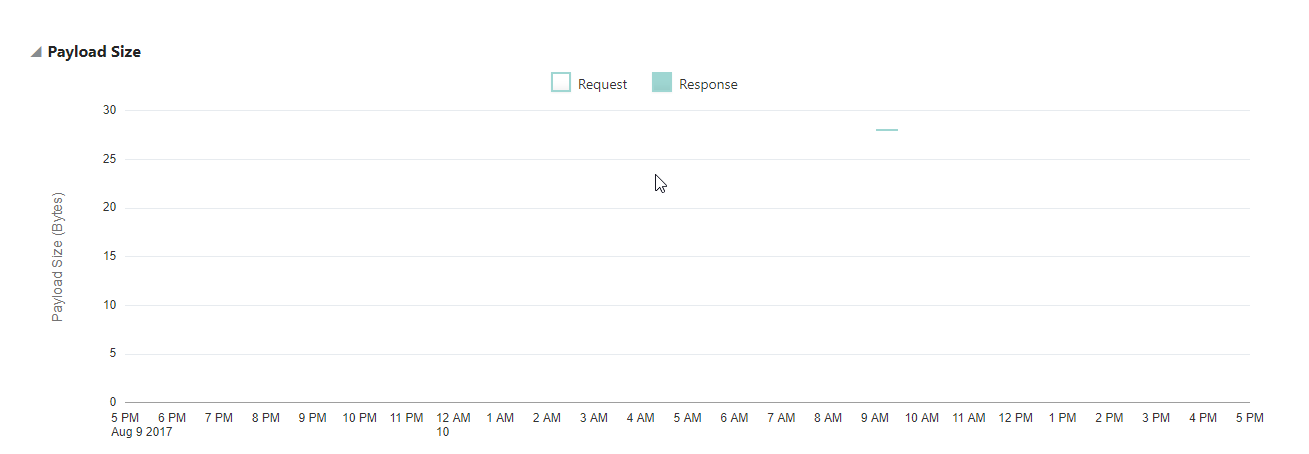 Payload Size
Request Response
Payload Size (Bytes)
30
25
20
15
10
5
0
5 PM 6 PM 7 PM 8 PM 9 PM 10 PM 11 PM 12 AM 1 AM 2 AM 3 AM 4 AM 5 AM 6 AM 7 AM 8 AM 9 AM 10 AM 11 AM 12 PM 1 PM 2 PM 3 PM 4 PM 5 PM
Aug 9 2017 10